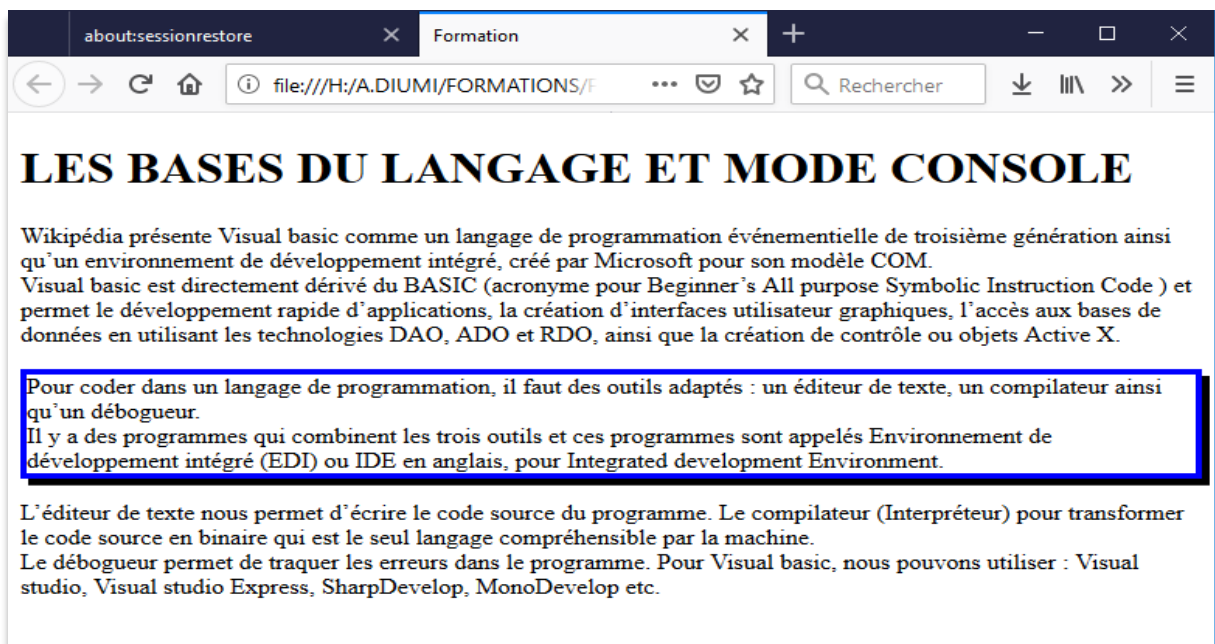 about:sessionrestore
Formation
file:///H:/A.DIUMI/FORMATIONS/F
Rechercher
LES BASES DU LANGAGE ET MODE CONSOLE
Wikipédia présente Visual basic comme un langage de programmation événementielle de troisième génération ainsi
qu’un environnement de développement intégré, créé par Microsoft pour son modèle COM.
Visual basic est directement dérivé du BASIC (acronyme pour Beginner’s All purpose Symbolic Instruction Code ) et
permet le développement rapide d’applications, la création d’interfaces utilisateur graphiques, l’accès aux bases de
données en utilisant les technologies DAO, ADO et RDO, ainsi que la création de contrôle ou objets Active X.
Pour coder dans un langage de programmation, il faut des outils adaptés : un éditeur de texte, un compilateur ainsi
qu’un débogueur.
Il y a des programmes qui combinent les trois outils et ces programmes sont appelés Environnement de
développement intégré (EDI) ou IDE en anglais, pour Integrated development Environment.
L’éditeur de texte nous permet d’écrire le code source du programme. Le compilateur (Interpréteur) pour transformer
le code source en binaire qui est le seul langage compréhensible par la machine.
Le débogueur permet de traquer les erreurs dans le programme. Pour Visual basic, nous pouvons utiliser : Visual
studio, Visual studio Express, SharpDevelop, MonoDevelop etc.